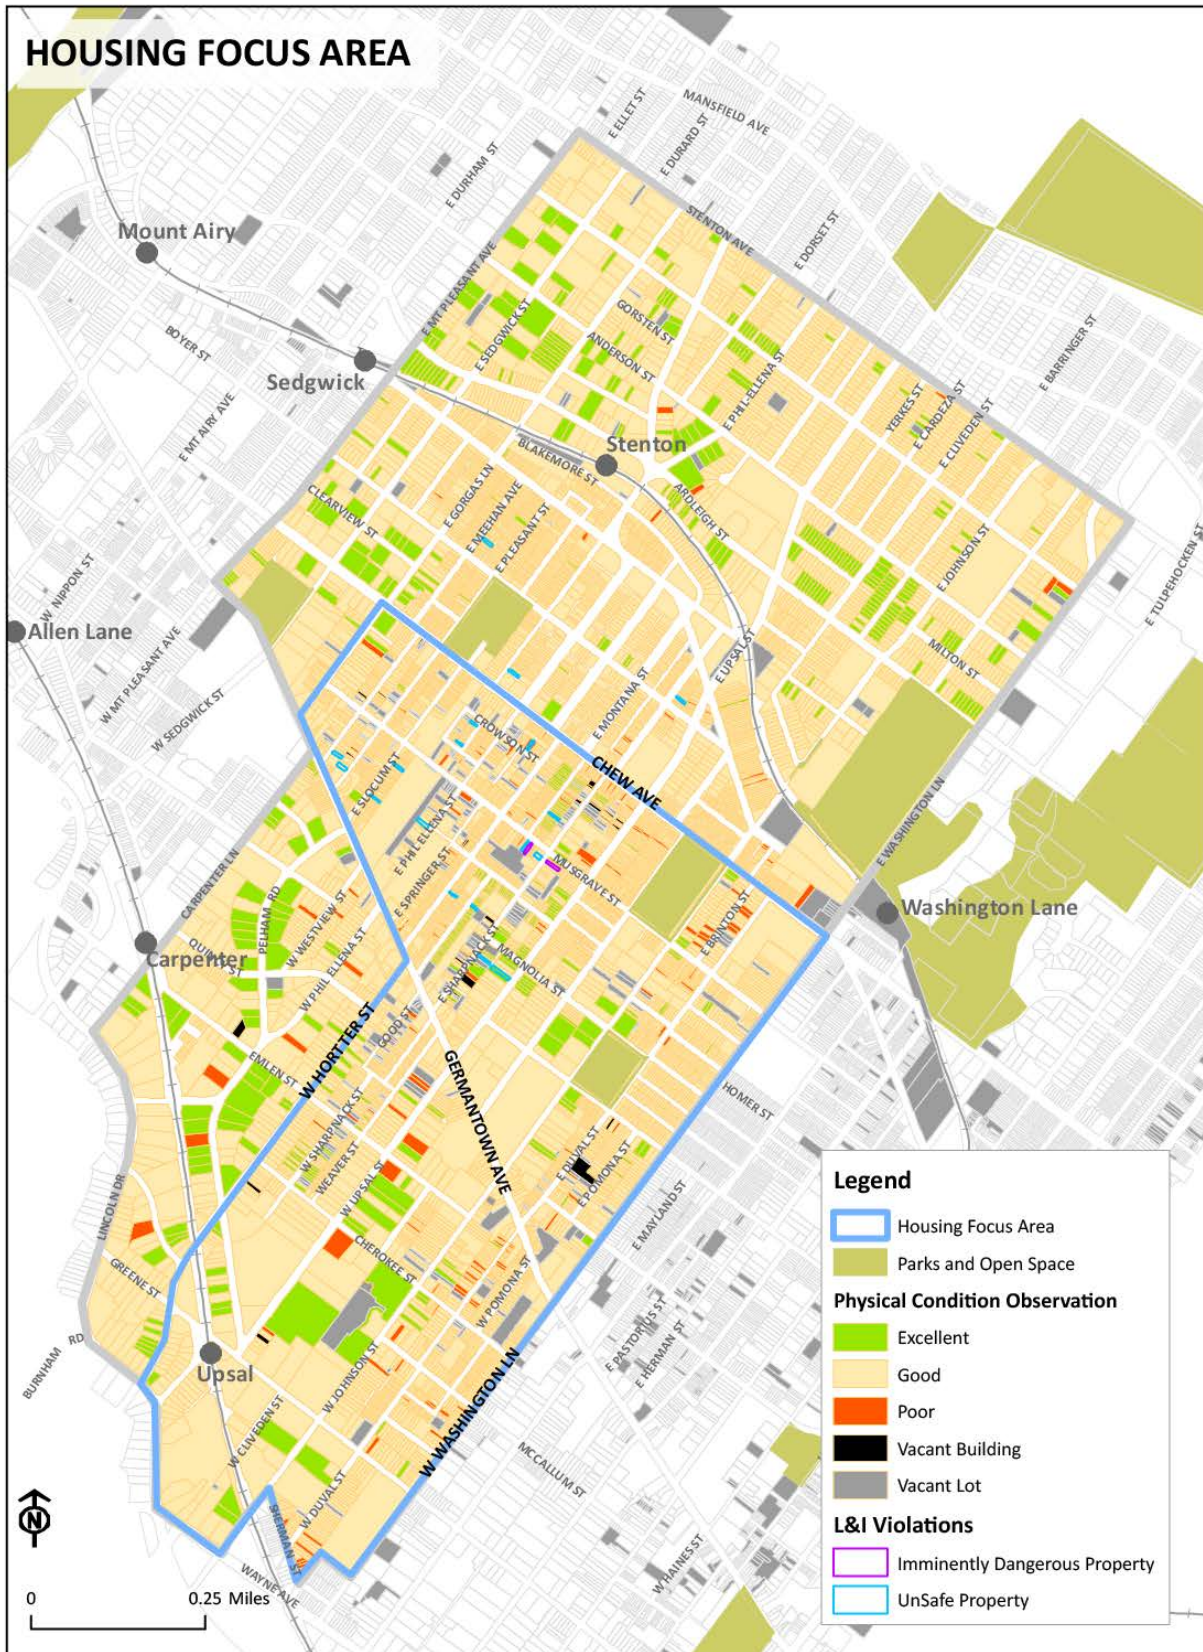 HOUSING FOCUS AREA
MANSFIELD AVE
E ELLET ST
E DURARD ST
E DURHAM ST
STENTON AVE
E DORSET ST
Mount Airy
E MT PLEASANT AVE
BOYER ST
E SEDGWICK ST
GORSTEN ST
ANDERSON ST
E BARRINGER ST
Sedgwick
E PHIL-ELLENA ST
YERKES ST
E CARDEZA ST
E CLIVEDEN ST
E MT AIRY AVE
Stenton
BLAKEMORE ST
E GORGAS LN
CLEARVIEW ST
E MEEHAN AVE
E PLEASANT ST
ARDLEIGH ST
E JOHNSON ST
E TULPEHOCKEN ST
W NIPPON ST
Allen Lane
W MT PLEASANT AVE
W SEDGWICK ST
E UPSAL ST
MILTON ST
E MONTANA ST
CROWSON ST
CHEW AVE
E SLOCUM ST
E PHIL ELLENA ST
E WASHINGTON LN
E SPRINGER ST
MUSGRAVE ST
CARPENTER LN
PELHAM RD
W WESTVIEW ST
E BRINTON ST
Washington Lane
Carpenter
QUINCY ST
W PHIL ELLENA ST
E SHARPNACK ST
MAGNOLIA ST
GOOD ST
W HORTTER ST
EMLEN ST
GERMANTOWN AVE
HOMER ST
W SHARPNACK ST
WEAVER ST
W UPSAL ST
E DUVAL ST
E POMONA ST
LINCOLN DR
E MAYLAND ST
CHEROKEE ST
GREENE ST
W POMONA ST
E PASTORIUS ST
E HERMAN ST
BURNHAM RD
Upsal
W JOHNSON ST
W WASHINGTON LN
W CLIVEDEN ST
MCCALLUM ST
W DUVAL ST
SHERMAN ST
W HAINES ST
WAYNE AVE
N
0
0.25 Miles
Legend
Housing Focus Area
Parks and Open Space
Physical Condition Observation
Excellent
Good
Poor
Vacant Building
Vacant Lot
L&I Violations
Imminently Dangerous Property
UnSafe Property